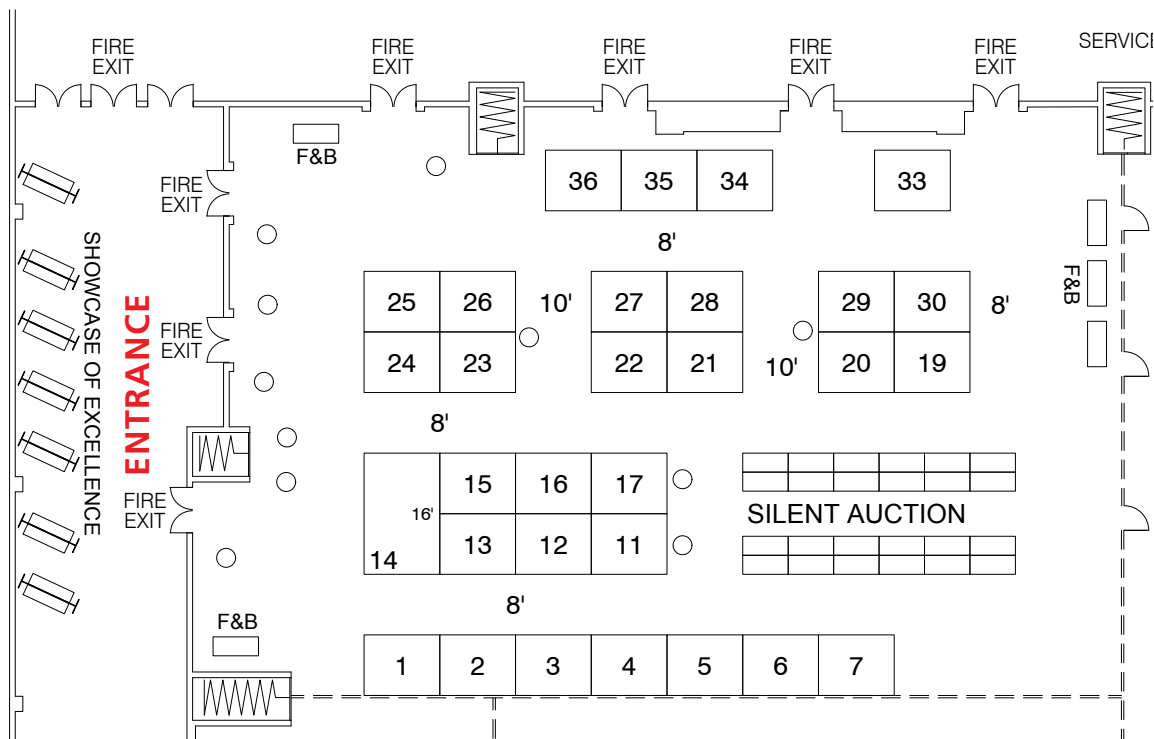 FIRE
EXIT
FIRE
EXIT
FIRE
EXIT
FIRE
EXIT
FIRE
EXIT
SERVICE
F&B
FIRE
EXIT
36 35 34 33
8'
SHOWCASE OF EXCELLENCE
ENTRANCE
F&B
25 26 10' 27 28 29 30 8'
FIRE
EXIT
24 23 22 21 10' 20 19
8'
15 16 17
FIRE
EXIT
16'
SILENT AUCTION
14 13 12 11
8'
F&B
1 2 3 4 5 6 7